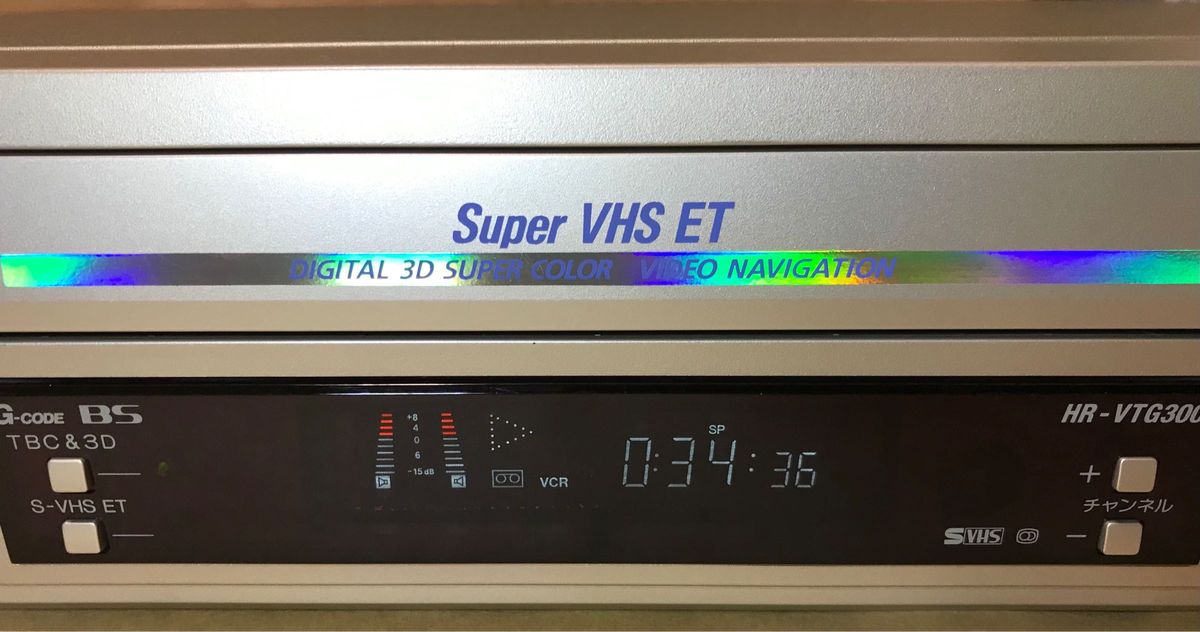 Super VHS ET
DIGITAL 3D SUPER COLOR VIDEO NAVIGATION
G-CODE BS
HR-VTG300
TBC & 3D
S-VHS ET
+8
4
0
6
-15 dB
VCR
SP
0:34:36
+
チャンネル
-
S VHS